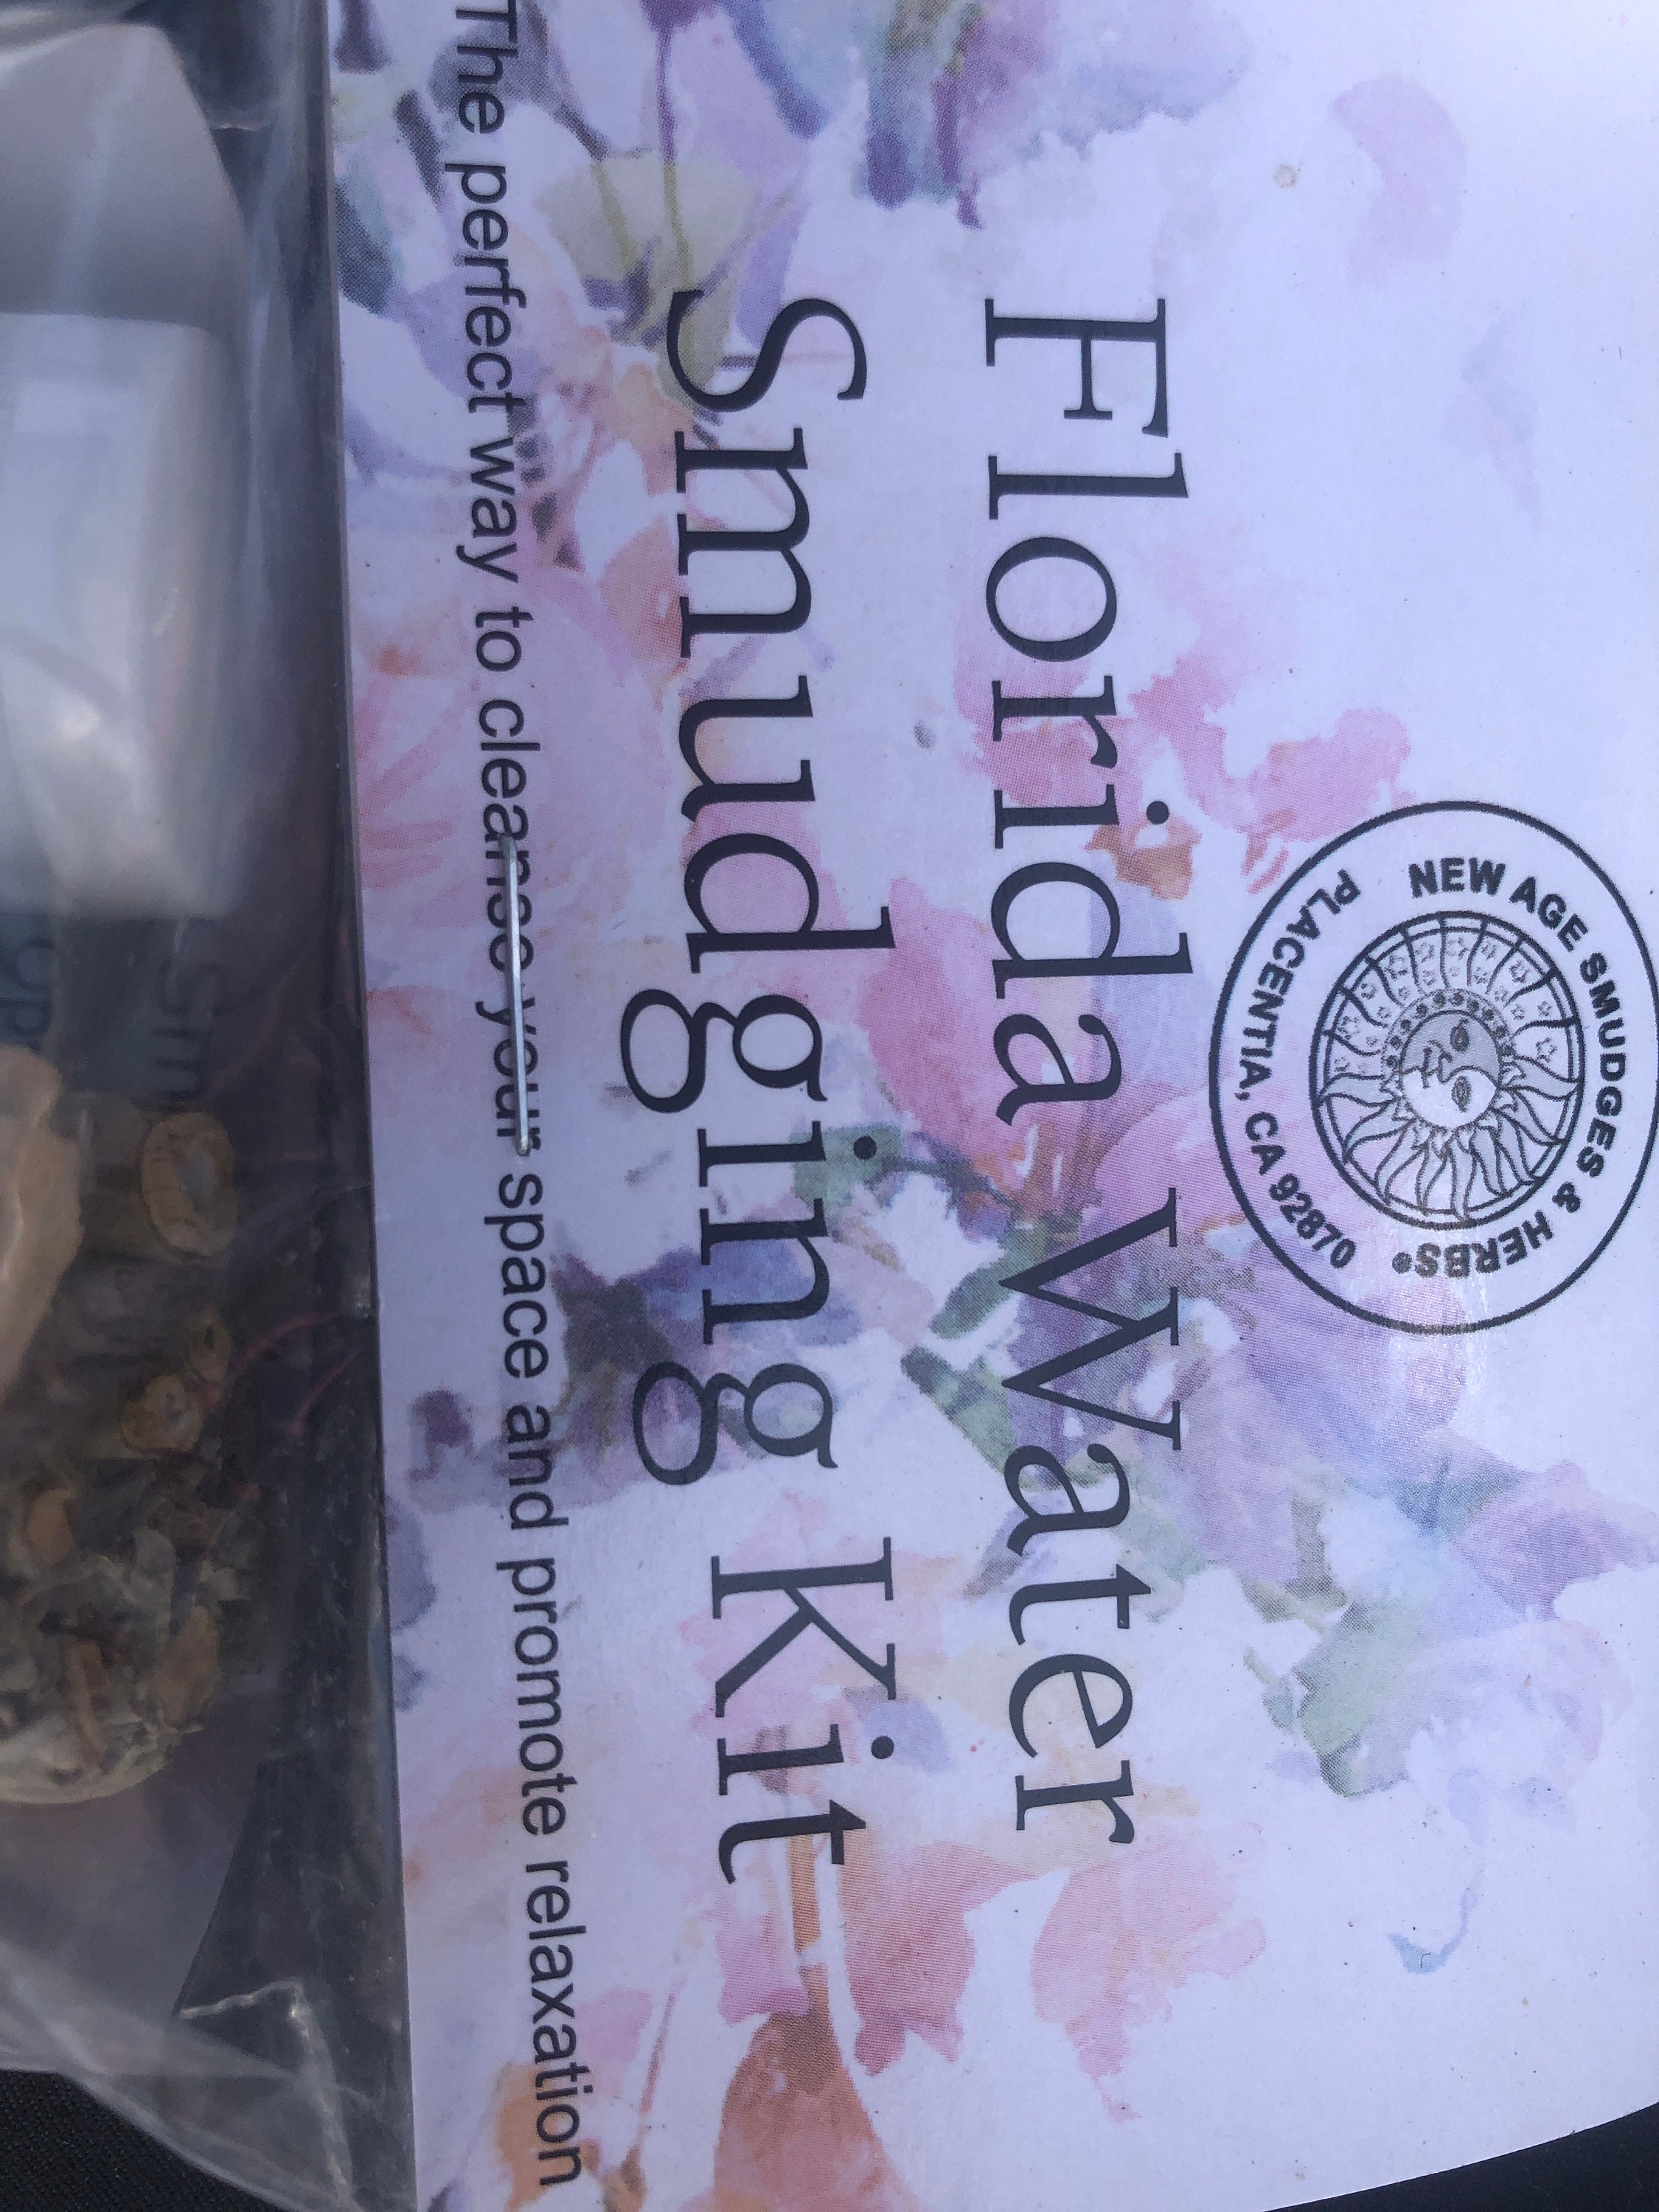 NEW AGE SMUDGES & HERBS®
PLACENTIA, CA 92870
Florida Water
Smudging Kit
The perfect way to cleanse your space and promote relaxation